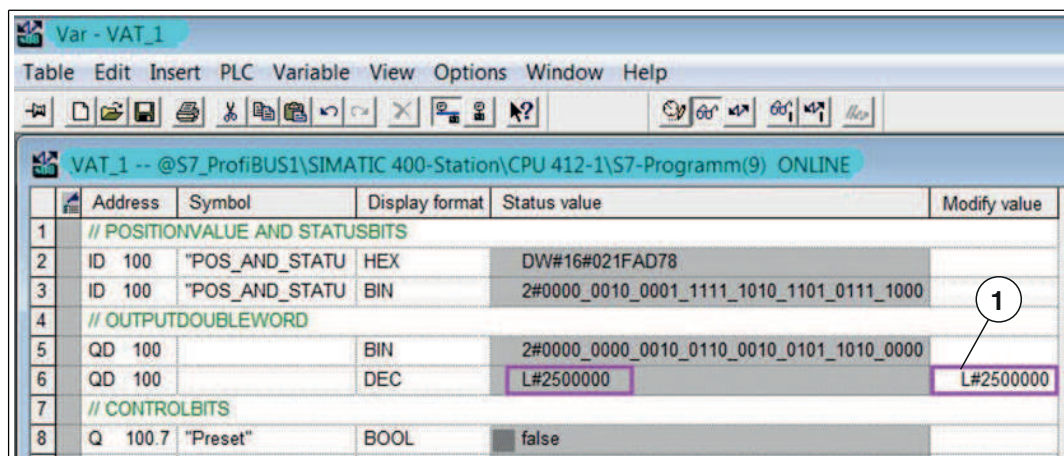 Var - VAT_1
Table Edit Insert PLC Variable View Options Window Help
VAT_1 -- @S7_ProfiBUS1\SIMATIC 400-Station\CPU 412-1\S7-Programm(9) ONLINE
Address Symbol Display format Status value Modify value
1 // POSITIONVALUE AND STATUSBITS
2 ID 100 "POS_AND_STATU HEX DW#16#021FAD78
3 ID 100 "POS_AND_STATU BIN 2#0000_0010_0001_1111_1010_1101_0111_1000
1
4 // OUTPUTDOUBLEWORD
5 QD 100 BIN 2#0000_0000_0010_0110_0010_0101_1010_0000
6 QD 100 DEC L#2500000 L#2500000
7 // CONTROLBITS
8 Q 100.7 "Preset" BOOL false